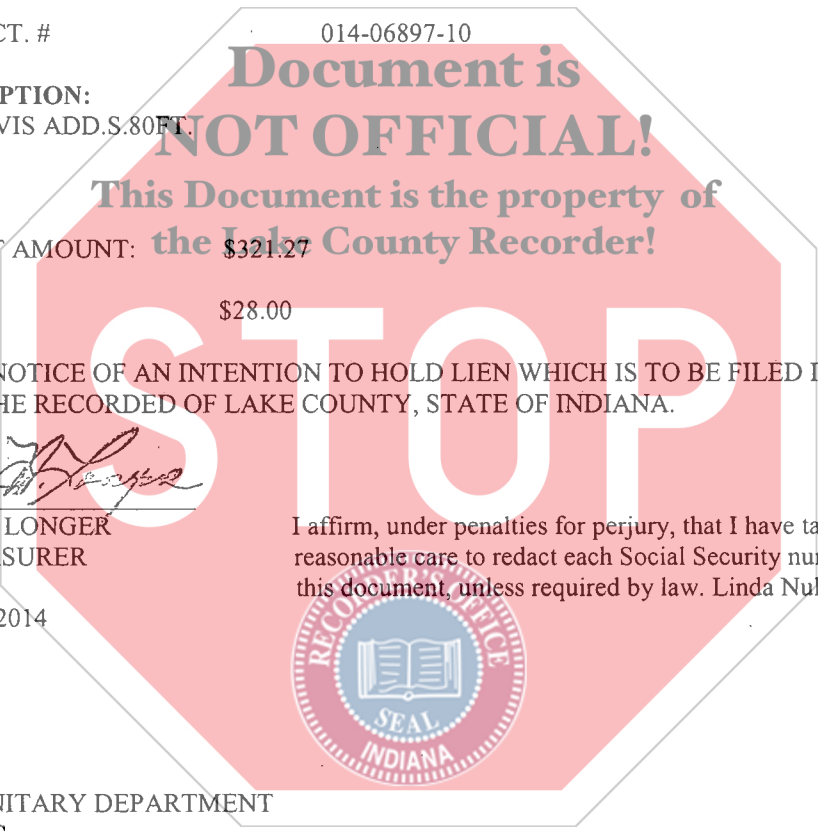 CT. # 014-06897-10
Document is
PTION:
VIS ADD.S.80FT.
NOT OFFICIAL!
This Document is the property of
the Lake County Recorder!
AMOUNT: $321.27
$28.00
NOTICE OF AN INTENTION TO HOLD LIEN WHICH IS TO BE FILED I
HE RECORDED OF LAKE COUNTY, STATE OF INDIANA.
STOP
LONGER
SURER
I affirm, under penalties for perjury, that I have ta
reasonable care to redact each Social Security nu
this document, unless required by law. Linda Nul
2014
RECORDER'S OFFICE
SEAL
INDIANA
NITARY DEPARTMENT